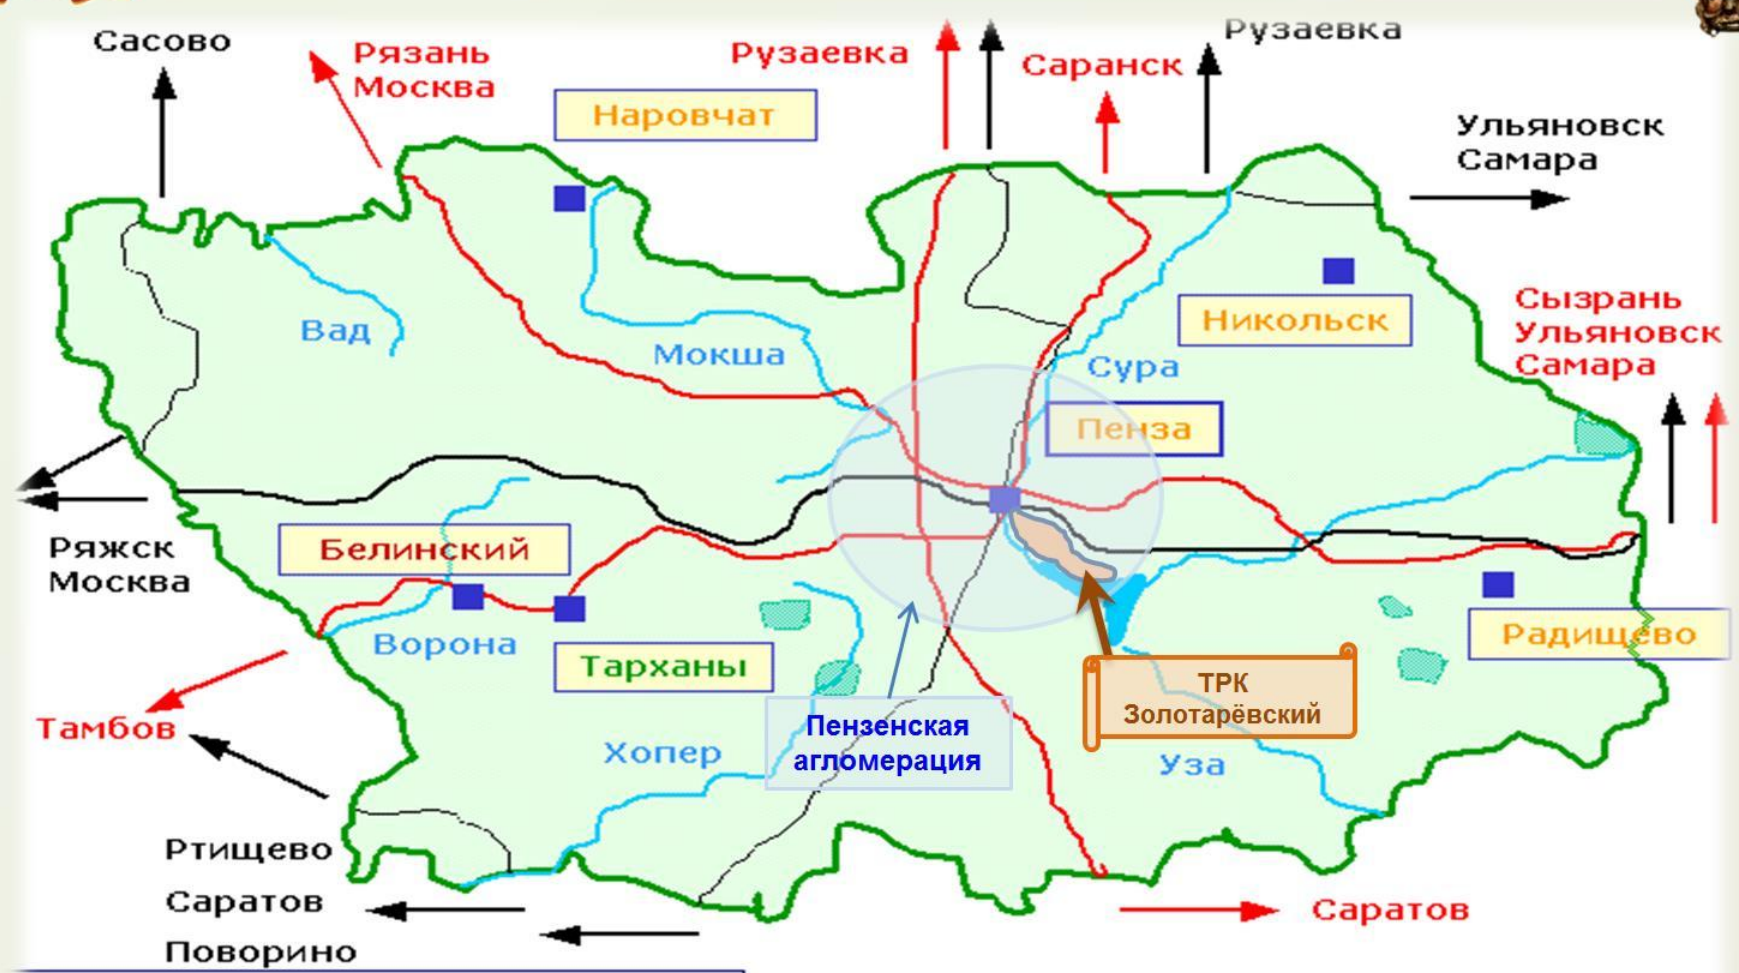 Сасово
Рязань
Москва
Наровчат
Рузаевка
Саранск
Рузаевка
Ульяновск
Самара
Вад
Мокша
Сура
Никольск
Сызрань
Ульяновск
Самара
Пенза
Ряжск
Москва
Белинский
Ворона
Тарханы
Радищево
Тамбов
Хопер
Пензенская
агломерация
ТРК
Золотарёвский
Уза
Ртищево
Саратов
Поворино
Саратов